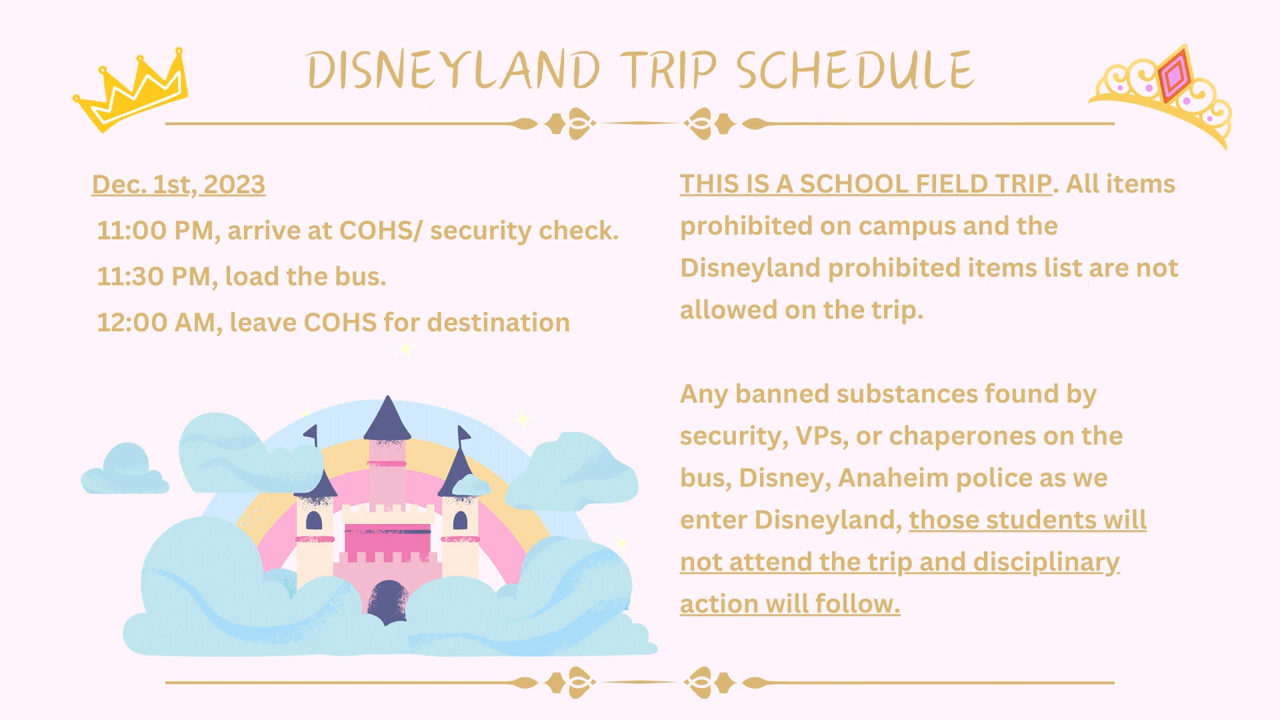 DISNEYLAND TRIP SCHEDULE
Dec. 1st, 2023
11:00 PM, arrive at COHS/ security check.
11:30 PM, load the bus.
12:00 AM, leave COHS for destination
THIS IS A SCHOOL FIELD TRIP. All items
prohibited on campus and the
Disneyland prohibited items list are not
allowed on the trip.
Any banned substances found by
security, VPs, or chaperones on the
bus, Disney, Anaheim police as we
enter Disneyland, those students will
not attend the trip and disciplinary
action will follow.